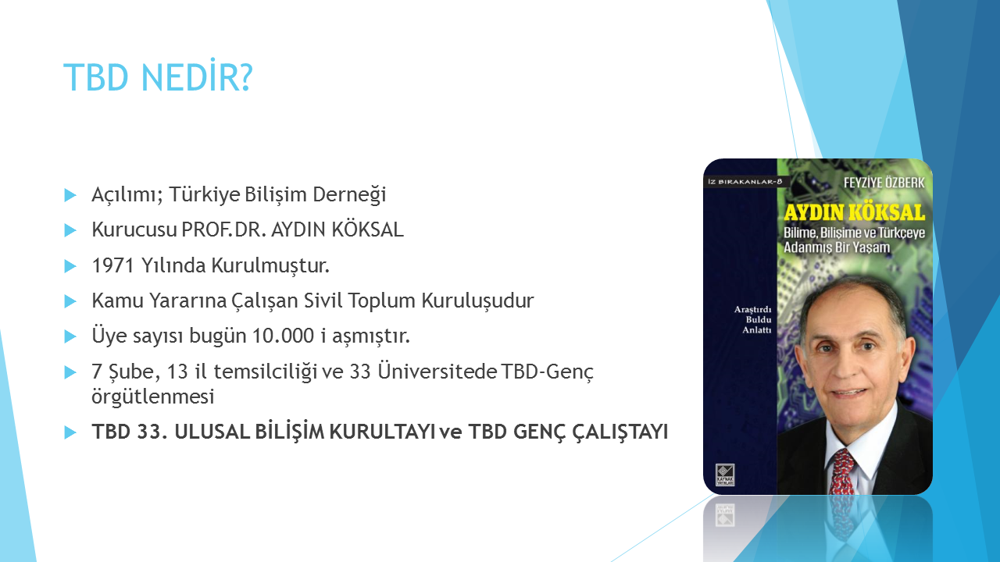 TBD NEDİR?
Açılımı; Türkiye Bilişim Derneği
Kurucusu PROF.DR. AYDIN KÖKSAL
1971 Yılında Kurulmuştur.
Kamu Yararına Çalışan Sivil Toplum Kuruluşudur
Üye sayısı bugün 10.000 i aşmıştır.
7 Şube, 13 il temsilciliği ve 33 Üniversitede TBD-Genç
örgütlenmesi
TBD 33. ULUSAL BİLİŞİM KURULTAYI ve TBD GENÇ ÇALIŞTAYI
İZ BIRAKANLAR-8
FEYZİYE ÖZBERK
AYDIN KÖKSAL
Bilime, Bilişime ve Türkçeye
Adanmış Bir Yaşam
Araştırdı
Buldu
Anlattı
KAYNAK
YAYINLARI